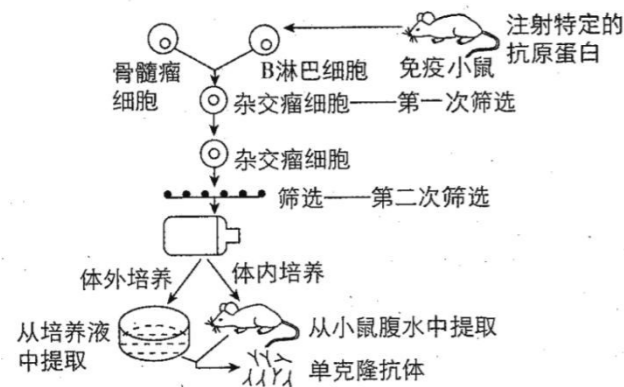 注射特定的
抗原蛋白
骨髓瘤
细胞
B淋巴细胞
免疫小鼠
杂交瘤细胞——第一次筛选
杂交瘤细胞
筛选——第二次筛选
体外培养
体内培养
从培养液
中提取
从小鼠腹水中提取
单克隆抗体